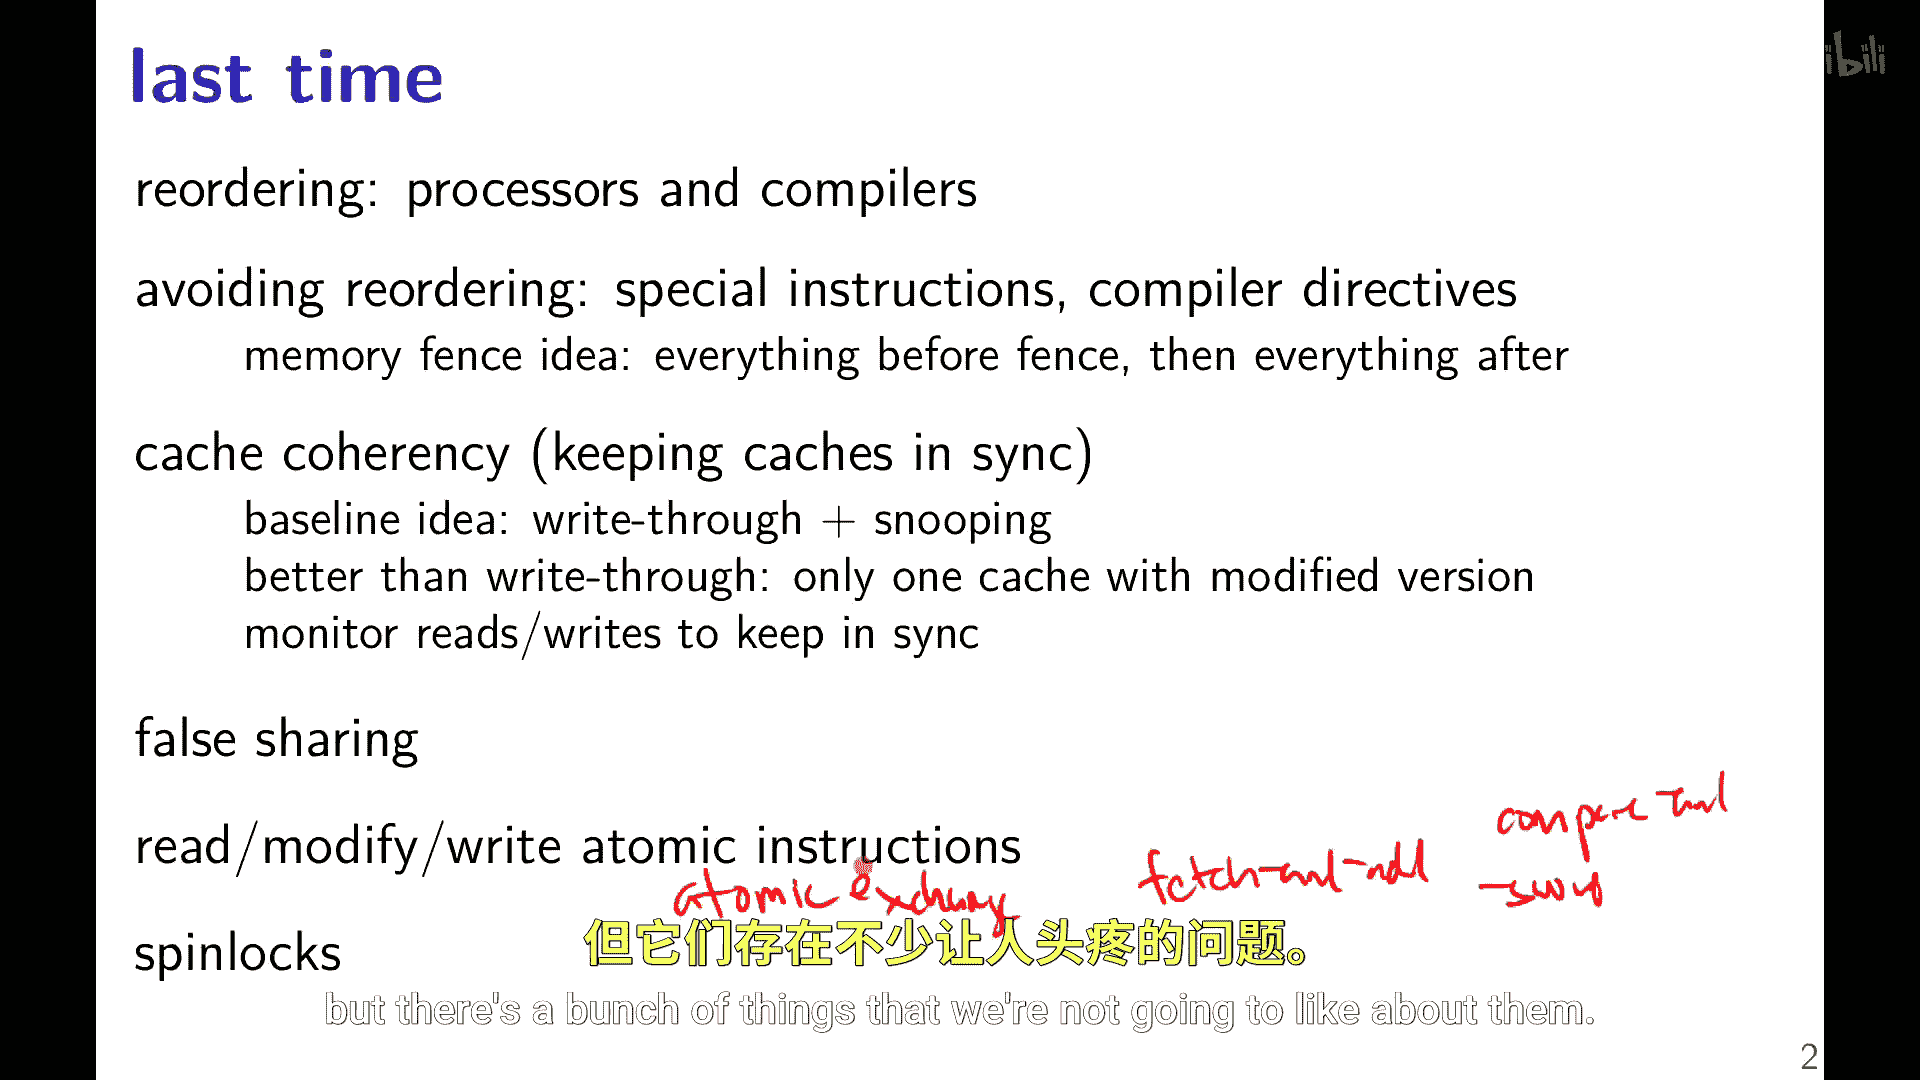 last time
reordering: processors and compilers
avoiding reordering: special instructions, compiler directives
memory fence idea: everything before fence, then everything after
cache coherency (keeping caches in sync)
baseline idea: write-through + snooping
better than write-through: only one cache with modified version
monitor reads/writes to keep in sync
false sharing
read/modify/write atomic instructions
atomic exchange
fetch-and-add
compare-and
-swap
spinlocks
但它们存在不少让人头疼的问题。
but there's a bunch of things that we're not going to like about them.
2